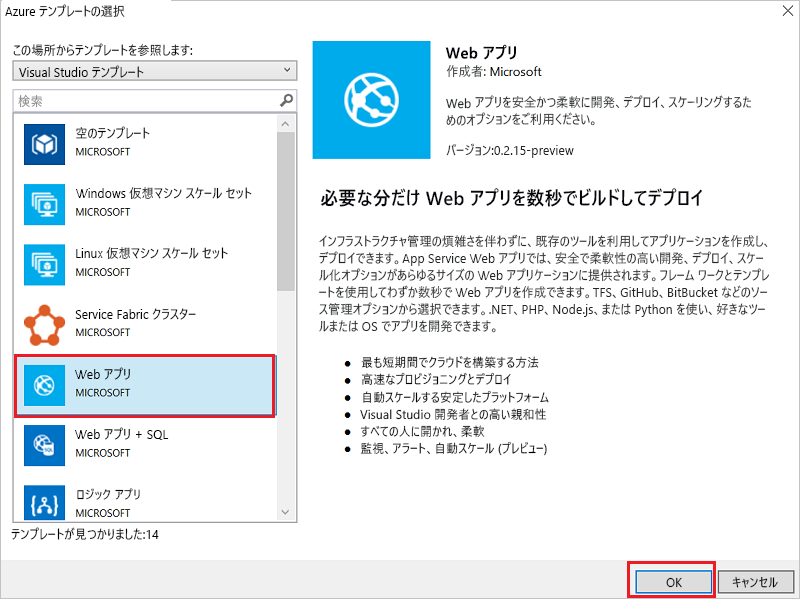 Azure テンプレートの選択
この場所からテンプレートを参照します:
Visual Studio テンプレート
検索
空のテンプレート
MICROSOFT
Windows 仮想マシン スケール セット
MICROSOFT
Linux 仮想マシン スケール セット
MICROSOFT
Service Fabric クラスター
MICROSOFT
Web アプリ
MICROSOFT
Web アプリ + SQL
MICROSOFT
ロジック アプリ
MICROSOFT
テンプレートが見つかりました:14
Web アプリ
作成者: Microsoft
Web アプリを安全かつ柔軟に開発、デプロイ、スケーリングするた
めのオプションをご利用ください。
バージョン:0.2.15-preview
必要な分だけ Web アプリを数秒でビルドしてデプロイ
インフラストラクチャ管理の煩雑さを伴わずに、既存のツールを利用してアプリケーションを作成し、
デプロイできます。App Service Web アプリでは、安全で柔軟性の高い開発、デプロイ、スケー
ル化オプションがあらゆるサイズの Web アプリケーションに提供されます。フレーム ワークとテンプレ
ートを使用してわずか数秒で Web アプリを作成できます。TFS、GitHub、BitBucket などのソー
ス管理オプションから選択できます。.NET、PHP、Node.js、または Python を使い、好きなツー
ルまたは OS でアプリを開発できます。
● 最も短期間でクラウドを構築する方法
● 高速なプロビジョニングとデプロイ
● 自動スケールする安定したプラットフォーム
● Visual Studio 開発者との高い親和性
● すべての人に開かれ、柔軟
● 監視、アラート、自動スケール (プレビュー)
OK
キャンセル